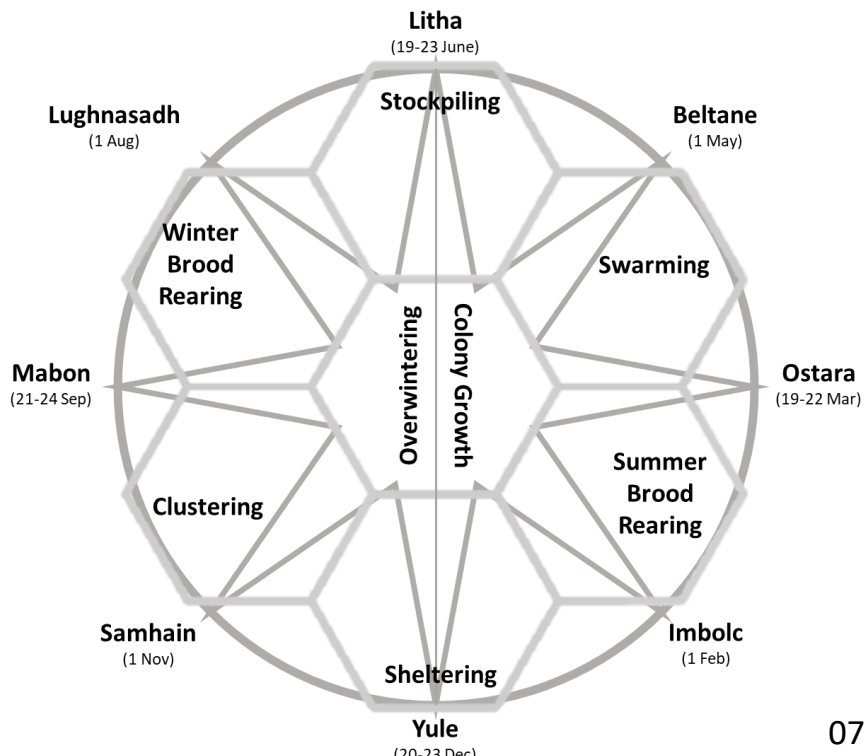 Litha
(19-23 June)
Stockpiling
Lughnasadh
(1 Aug)
Beltane
(1 May)
Winter
Brood
Rearing
Swarming
Overwintering
Colony Growth
Mabon
(21-24 Sep)
Ostara
(19-22 Mar)
Clustering
Summer
Brood
Rearing
Samhain
(1 Nov)
Imbolc
(1 Feb)
Sheltering
Yule
(20-23 Dec)
07